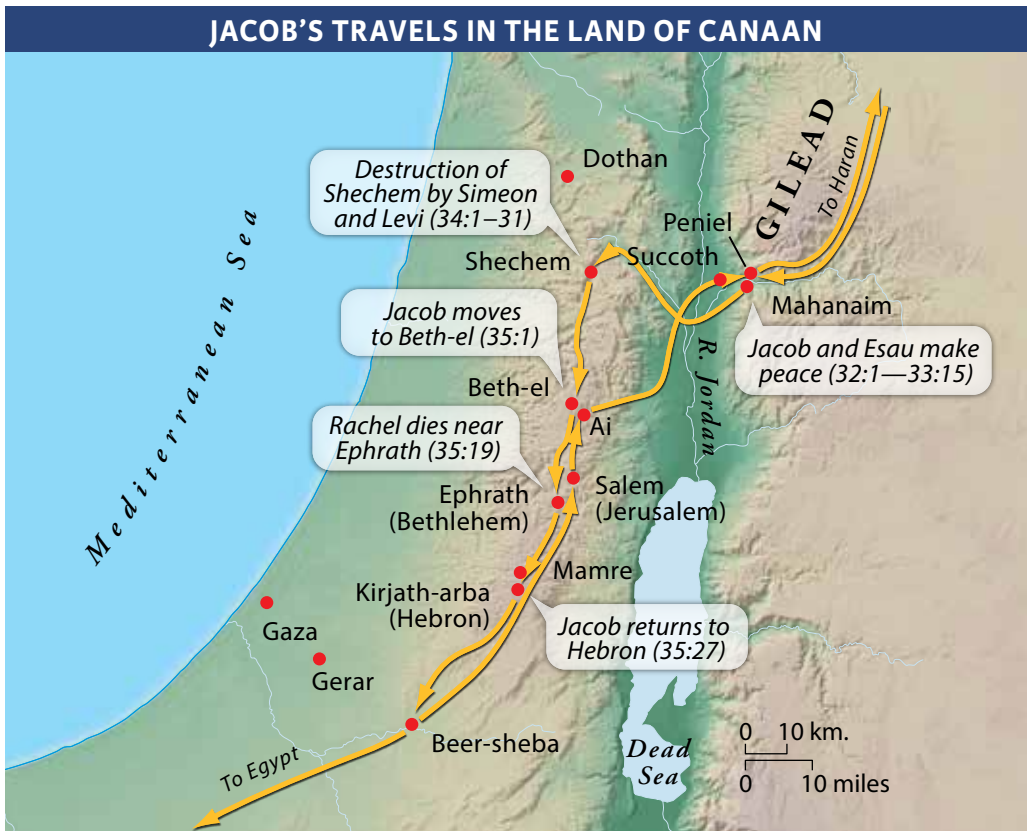 JACOB'S TRAVELS IN THE LAND OF CANAAN
Mediterranean Sea
Destruction of
Shechem by Simeon
and Levi (34:1–31)
Dothan
GILEAD
To Haran
Peniel
Succoth
Shechem
Mahanaim
Jacob moves
to Beth-el (35:1)
Jacob and Esau make
peace (32:1—33:15)
R. Jordan
Beth-el
Ai
Rachel dies near
Ephrath (35:19)
Ephrath
(Bethlehem)
Salem
(Jerusalem)
Mamre
Kirjath-arba
(Hebron)
Jacob returns to
Hebron (35:27)
Gaza
Gerar
Beer-sheba
To Egypt
Dead
Sea
0 10 km.
0 10 miles